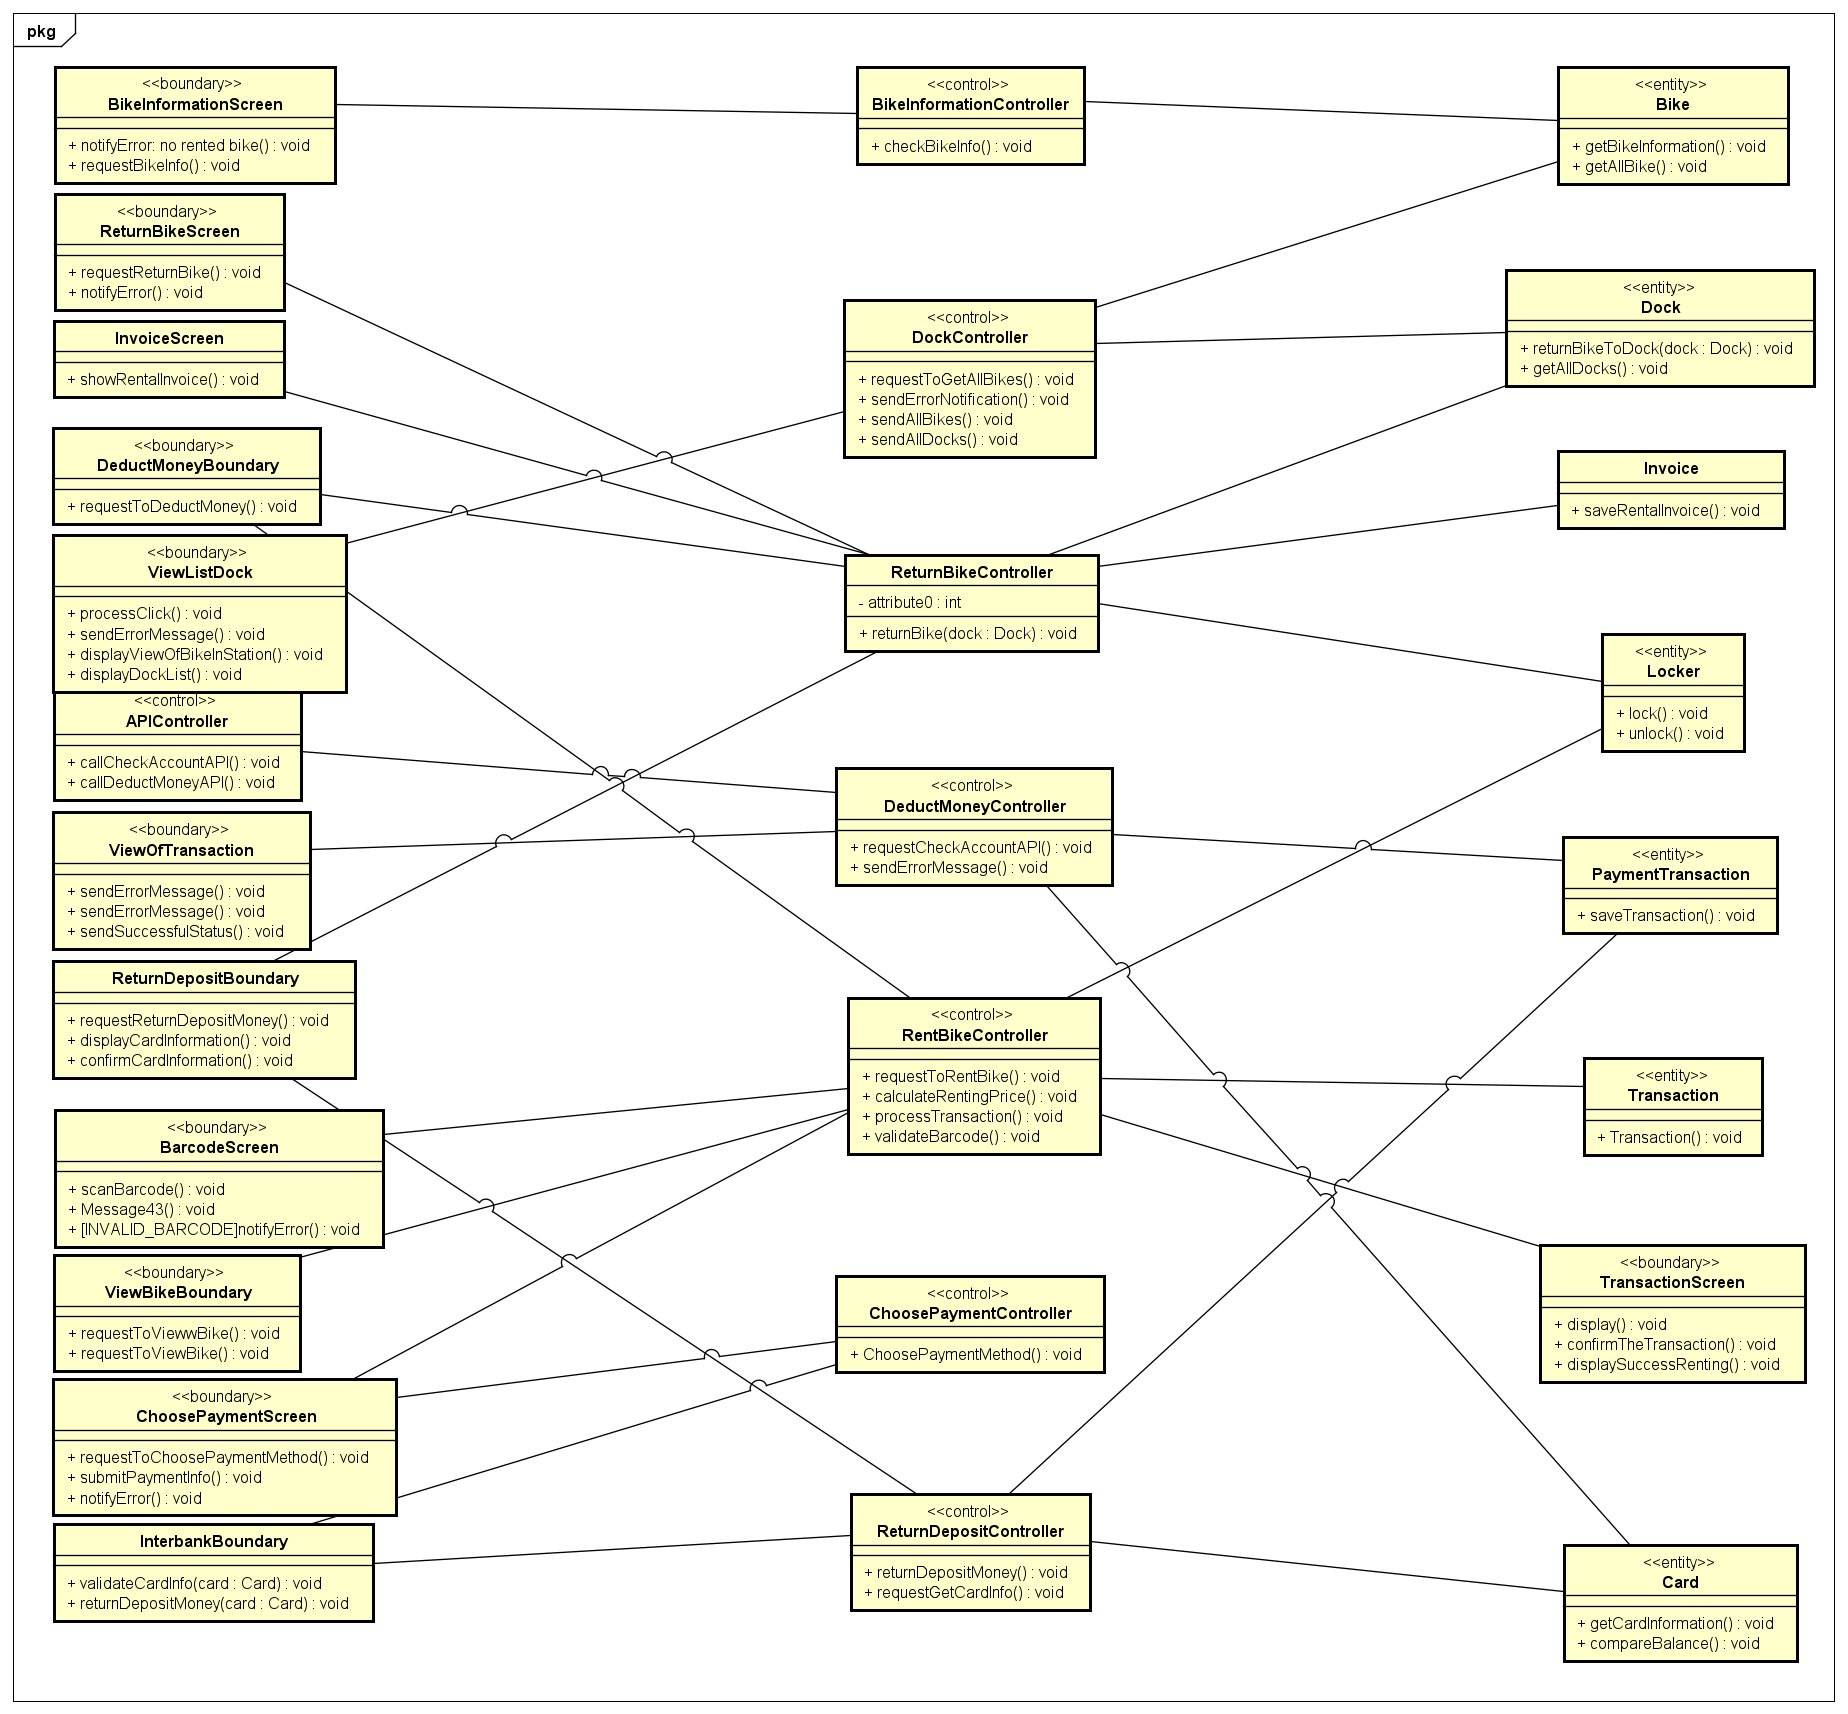 pkg
<<boundary>>
BikeInformationScreen
+ notifyError: no rented bike() : void
+ requestBikeInfo() : void
<<boundary>>
ReturnBikeScreen
+ requestReturnBike() : void
+ notifyError() : void
InvoiceScreen
+ showRentalInvoice() : void
<<boundary>>
DeductMoneyBoundary
+ requestToDeductMoney() : void
<<boundary>>
ViewListDock
+ processClick() : void
+ sendErrorMessage() : void
+ displayViewOfBikeInStation() : void
+ displayDockList() : void
<<control>>
APIController
+ callCheckAccountAPI() : void
+ callDeductMoneyAPI() : void
<<boundary>>
ViewOfTransaction
+ sendErrorMessage() : void
+ sendErrorMessage() : void
+ sendSuccessfulStatus() : void
ReturnDepositBoundary
+ requestReturnDepositMoney() : void
+ displayCardInformation() : void
+ confirmCardInformation() : void
<<boundary>>
BarcodeScreen
+ scanBarcode() : void
+ Message43() : void
+ [INVALID_BARCODE]notifyError() : void
<<boundary>>
ViewBikeBoundary
+ requestToViewwBike() : void
+ requestToViewBike() : void
<<boundary>>
ChoosePaymentScreen
+ requestToChoosePaymentMethod() : void
+ submitPaymentInfo() : void
+ notifyError() : void
InterbankBoundary
+ validateCardInfo(card : Card) : void
+ returnDepositMoney(card : Card) : void
<<control>>
BikeInformationController
+ checkBikeInfo() : void
<<control>>
DockController
+ requestToGetAllBikes() : void
+ sendErrorNotification() : void
+ sendAllBikes() : void
+ sendAllDocks() : void
ReturnBikeController
- attribute0 : int
+ returnBike(dock : Dock) : void
<<control>>
DeductMoneyController
+ requestCheckAccountAPI() : void
+ sendErrorMessage() : void
<<control>>
RentBikeController
+ requestToRentBike() : void
+ calculateRentingPrice() : void
+ processTransaction() : void
+ validateBarcode() : void
<<control>>
ChoosePaymentController
+ ChoosePaymentMethod() : void
<<control>>
ReturnDepositController
+ returnDepositMoney() : void
+ requestGetCardInfo() : void
<<entity>>
Bike
+ getBikeInformation() : void
+ getAllBike() : void
<<entity>>
Dock
+ returnBikeToDock(dock : Dock) : void
+ getAllDocks() : void
Invoice
+ saveRentalInvoice() : void
<<entity>>
Locker
+ lock() : void
+ unlock() : void
<<entity>>
PaymentTransaction
+ saveTransaction() : void
<<entity>>
Transaction
+ Transaction() : void
<<boundary>>
TransactionScreen
+ display() : void
+ confirmTheTransaction() : void
+ displaySuccessRenting() : void
<<entity>>
Card
+ getCardInformation() : void
+ compareBalance() : void